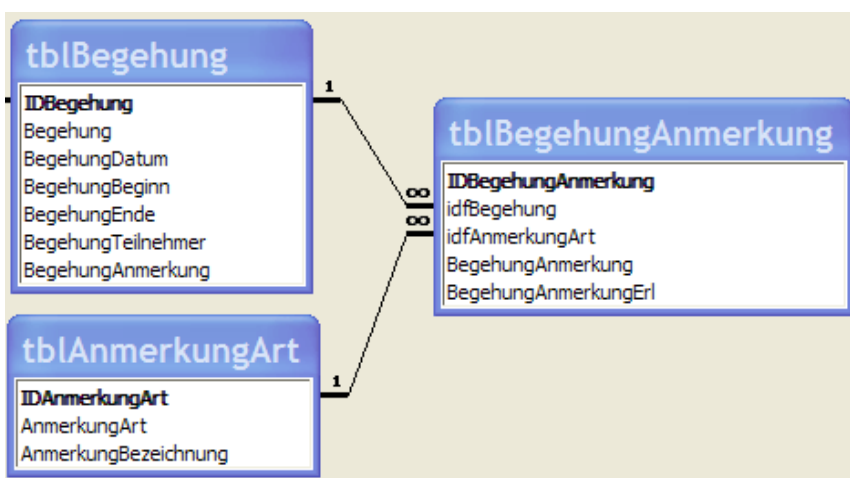 tblBegehung
IDBegehung
Begehung
BegehungDatum
BegehungBeginn
BegehungEnde
BegehungTeilnehmer
BegehungAnmerkung
1
tblBegehungAnmerkung
IDBegehungAnmerkung
idfBegehung
idfAnmerkungArt
BegehungAnmerkung
BegehungAnmerkungErl
∞
∞
tblAnmerkungArt
IDAnmerkungArt
AnmerkungArt
AnmerkungBezeichnung
1